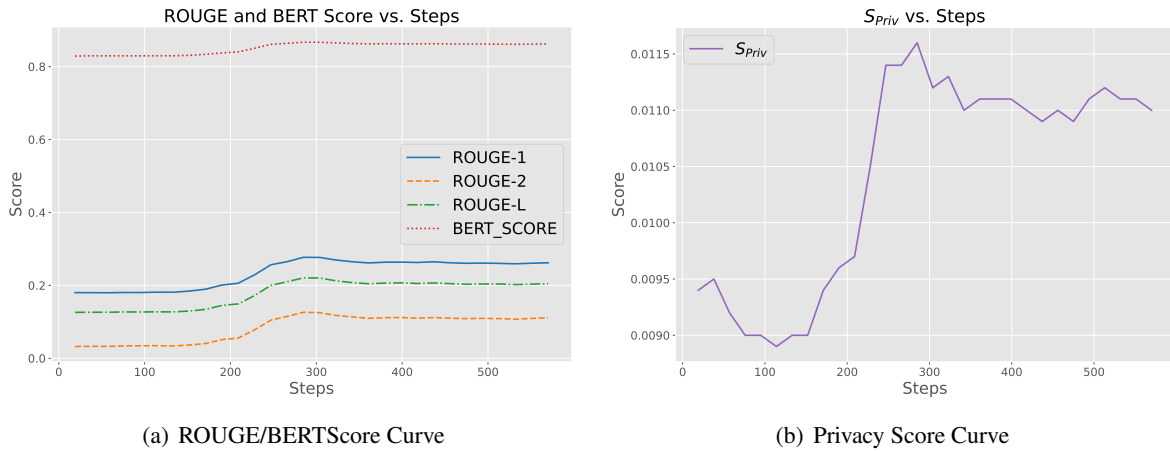 ROUGE and BERT Score vs. Steps
0.8
0.6
0.4
0.2
0.0
Score
ROUGE-1
ROUGE-2
ROUGE-L
BERT_SCORE
0 100 200 300 400 500
Steps
(a) ROUGE/BERTScore Curve
S_Priv vs. Steps
S_Priv
0.0115
0.0110
0.0105
0.0100
0.0095
0.0090
Score
0 100 200 300 400 500
Steps
(b) Privacy Score Curve